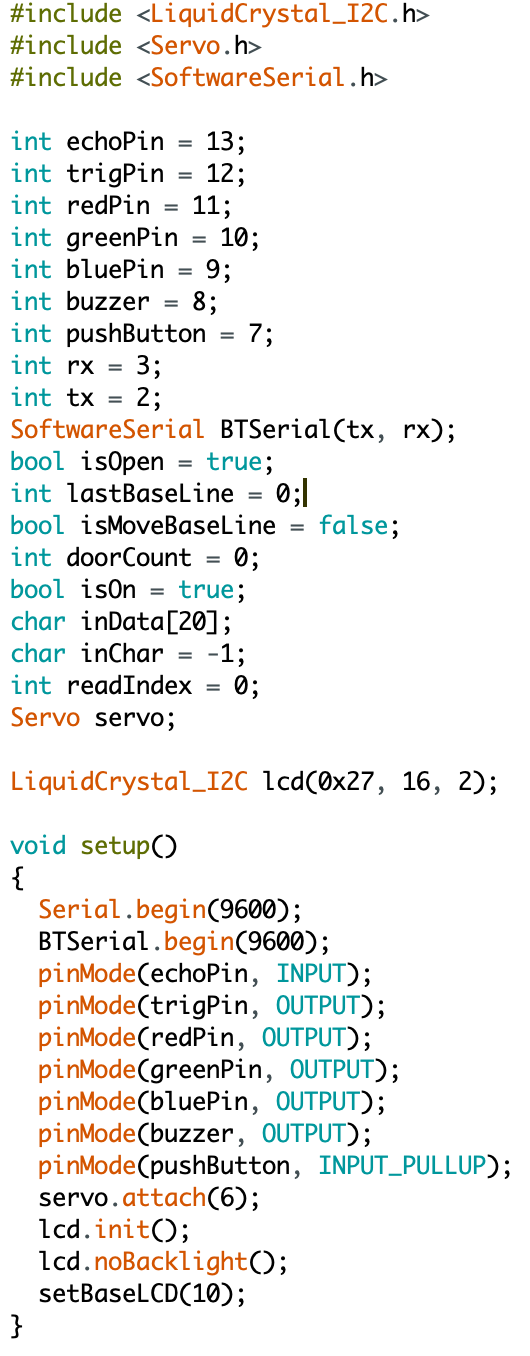 #include <LiquidCrystal_I2C.h>
#include <Servo.h>
#include <SoftwareSerial.h>

int echoPin = 13;
int trigPin = 12;
int redPin = 11;
int greenPin = 10;
int bluePin = 9;
int buzzer = 8;
int pushButton = 7;
int rx = 3;
int tx = 2;
SoftwareSerial BTSerial(tx, rx);
bool isOpen = true;
int lastBaseLine = 0;
bool isMoveBaseLine = false;
int doorCount = 0;
bool isOn = true;
char inData[20];
char inChar = -1;
int readIndex = 0;
Servo servo;

LiquidCrystal_I2C lcd(0x27, 16, 2);

void setup()
{
  Serial.begin(9600);
  BTSerial.begin(9600);
  pinMode(echoPin, INPUT);
  pinMode(trigPin, OUTPUT);
  pinMode(redPin, OUTPUT);
  pinMode(greenPin, OUTPUT);
  pinMode(bluePin, OUTPUT);
  pinMode(buzzer, OUTPUT);
  pinMode(pushButton, INPUT_PULLUP);
  servo.attach(6);
  lcd.init();
  lcd.noBacklight();
  setBaseLCD(10);
}